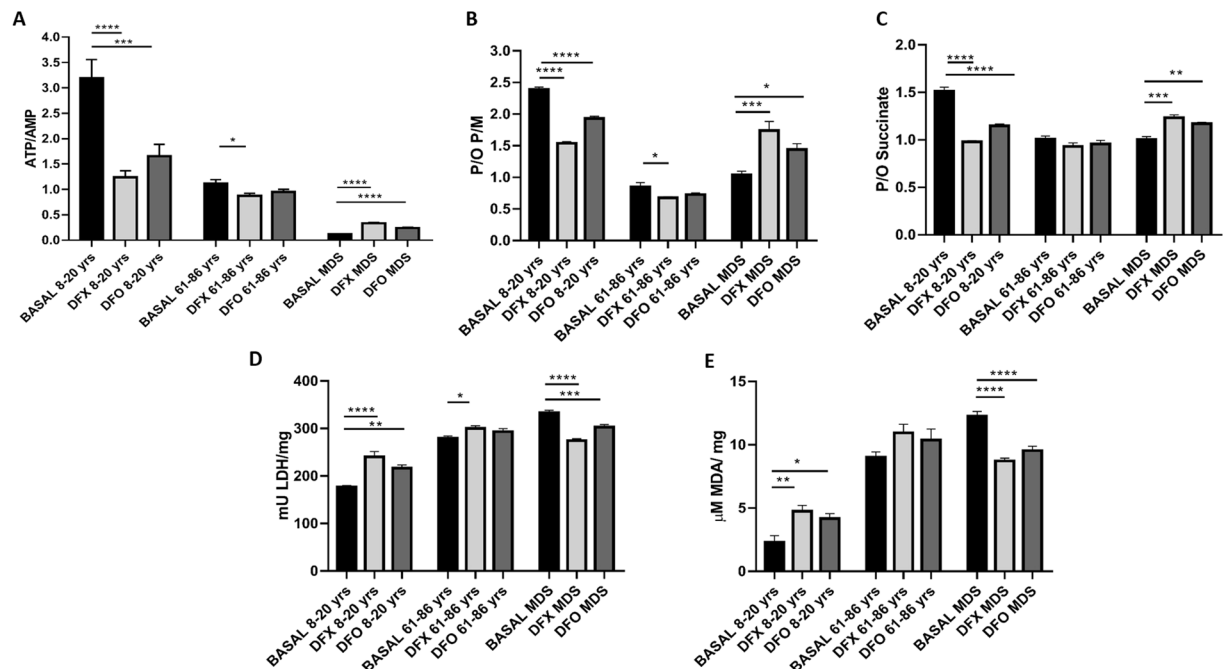 A
****
***
4.0
3.5
3.0
2.5
2.0
1.5
1.0
0.5
0.0
ATP/AMP
*
****
****
BASAL 8-20 yrs
DFX 8-20 yrs
DFO 8-20 yrs
BASAL 61-86 yrs
DFX 61-86 yrs
DFO 61-86 yrs
BASAL MDS
DFX MDS
DFO MDS
B
3.0
2.5
2.0
1.5
1.0
0.5
0.0
P/O P/M
****
****
*
*
***
BASAL 8-20 yrs
DFX 8-20 yrs
DFO 8-20 yrs
BASAL 61-86 yrs
DFX 61-86 yrs
DFO 61-86 yrs
BASAL MDS
DFX MDS
DFO MDS
C
2.0
1.5
1.0
0.5
0.0
P/O Succinate
****
****
**
***
BASAL 8-20 yrs
DFX 8-20 yrs
DFO 8-20 yrs
BASAL 61-86 yrs
DFX 61-86 yrs
DFO 61-86 yrs
BASAL MDS
DFX MDS
DFO MDS
D
400
300
200
100
0
mU LDH/mg
****
**
*
****
***
BASAL 8-20 yrs
DFX 8-20 yrs
DFO 8-20 yrs
BASAL 61-86 yrs
DFX 61-86 yrs
DFO 61-86 yrs
BASAL MDS
DFX MDS
DFO MDS
E
15
10
5
0
µM MDA/ mg
*
**
****
****
BASAL 8-20 yrs
DFX 8-20 yrs
DFO 8-20 yrs
BASAL 61-86 yrs
DFX 61-86 yrs
DFO 61-86 yrs
BASAL MDS
DFX MDS
DFO MDS